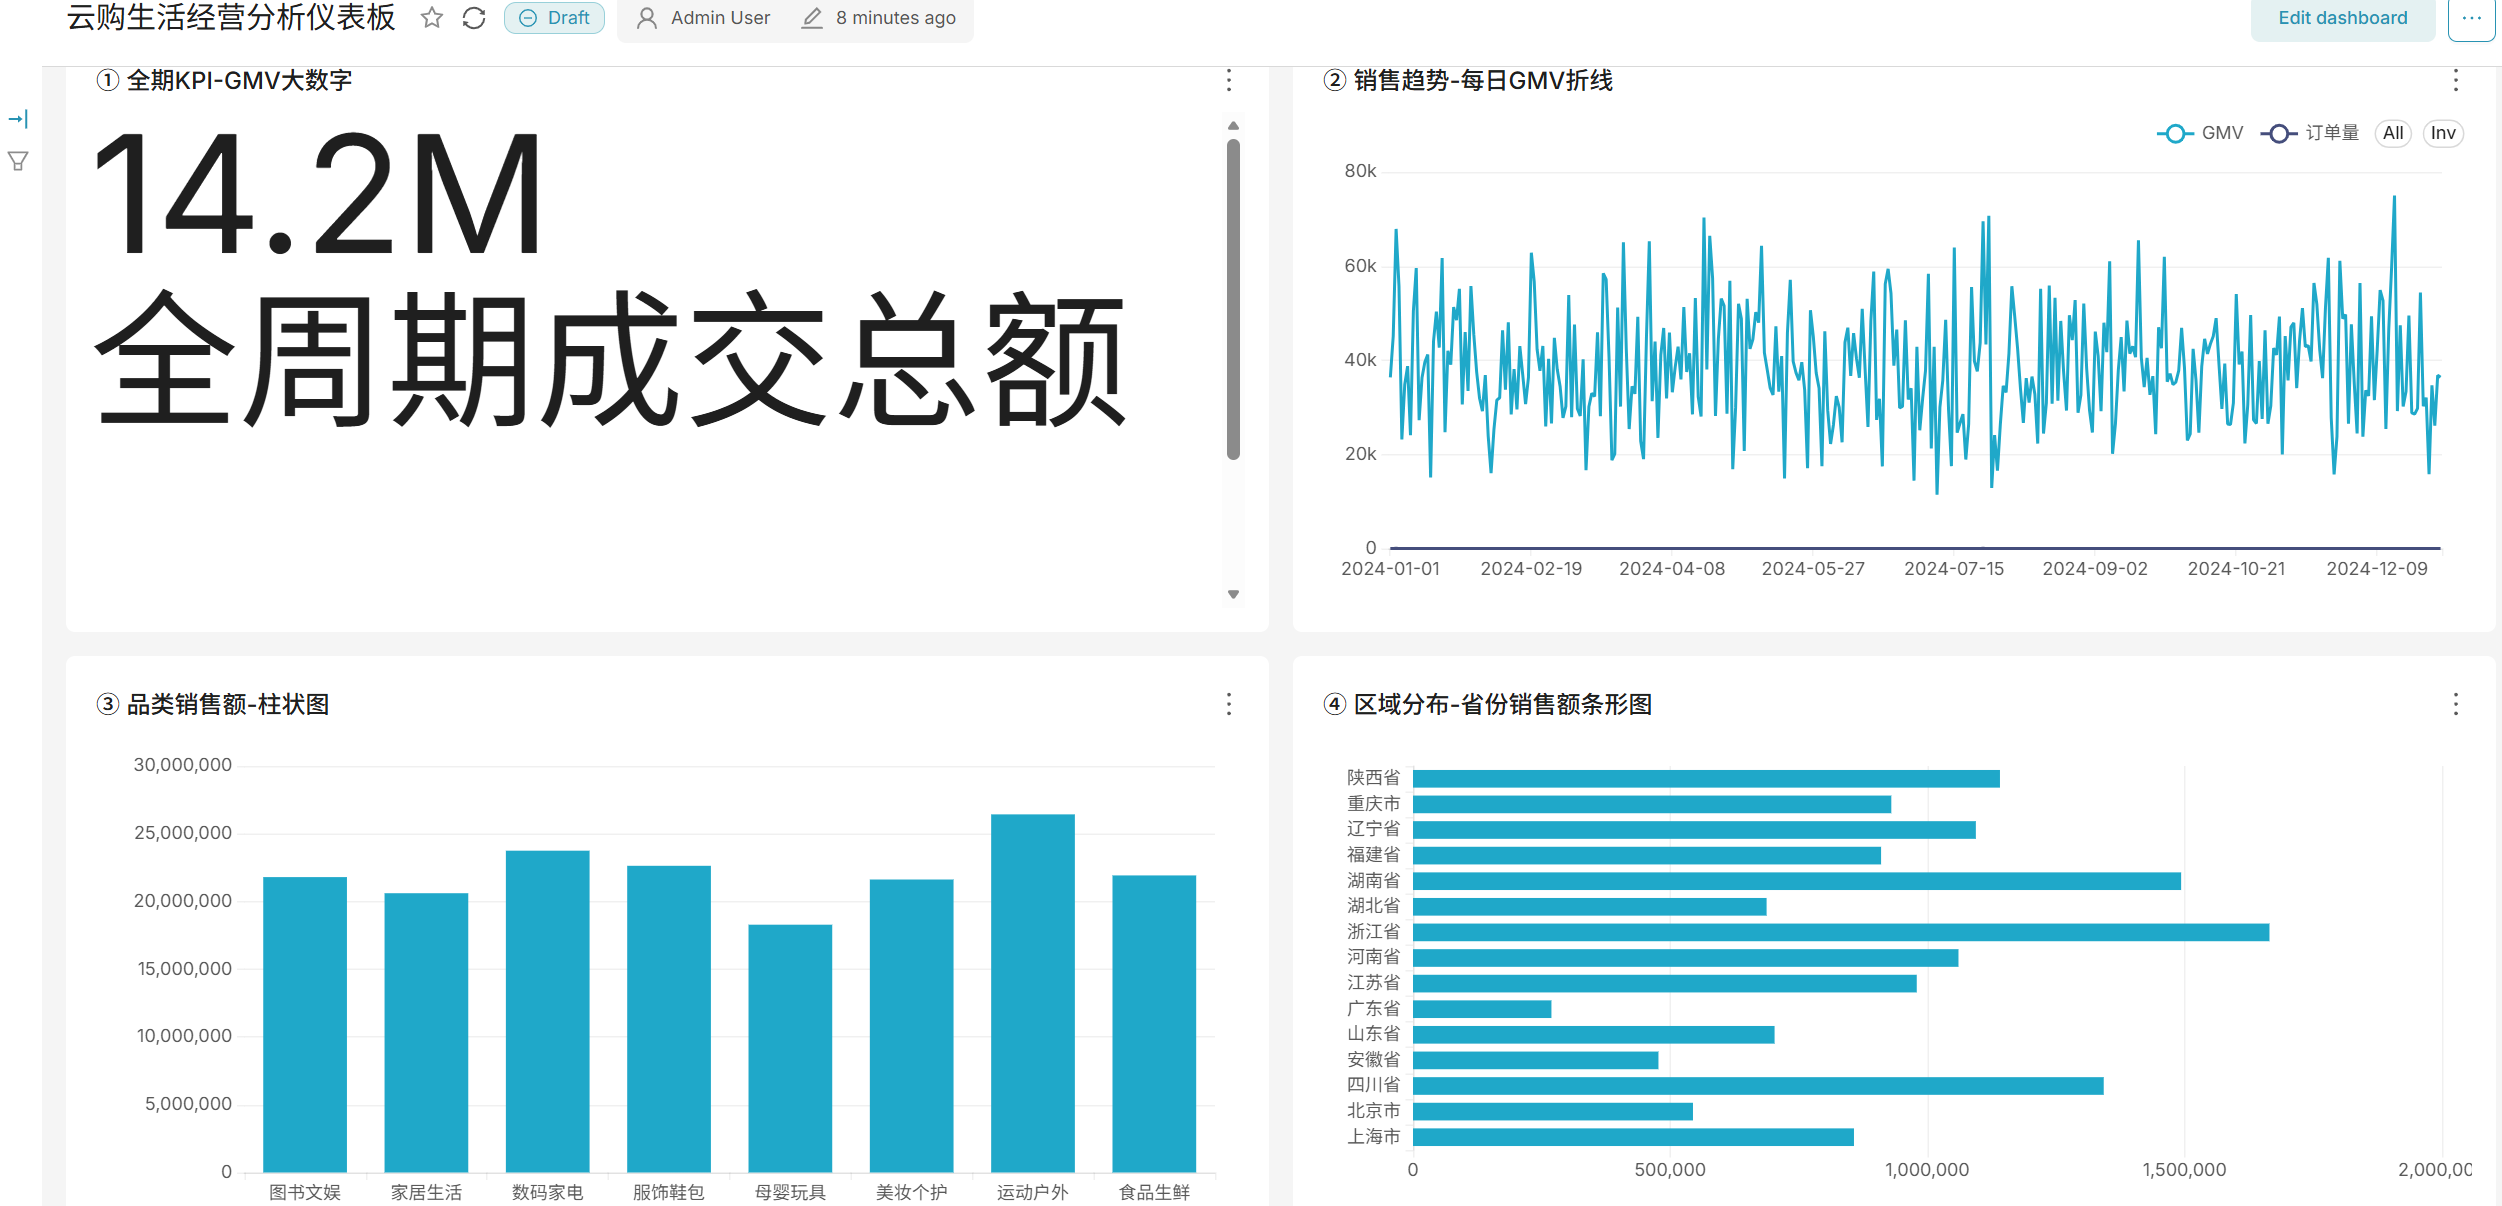 云购生活经营分析仪表板 Draft Admin User 8 minutes ago Edit dashboard ...
① 全期KPI-GMV大数字
14.2M
全周期成交总额
② 销售趋势-每日GMV折线
GMV 订单量 All Inv
80k
60k
40k
20k
0
2024-01-01 2024-02-19 2024-04-08 2024-05-27 2024-07-15 2024-09-02 2024-10-21 2024-12-09
③ 品类销售额-柱状图
30,000,000
25,000,000
20,000,000
15,000,000
10,000,000
5,000,000
0
图书文娱 家居生活 数码家电 服饰鞋包 母婴玩具 美妆个护 运动户外 食品生鲜
④ 区域分布-省份销售额条形图
陕西省
重庆市
辽宁省
福建省
湖南省
湖北省
浙江省
河南省
江苏省
广东省
山东省
安徽省
四川省
北京市
上海市
0 500,000 1,000,000 1,500,000 2,000,00